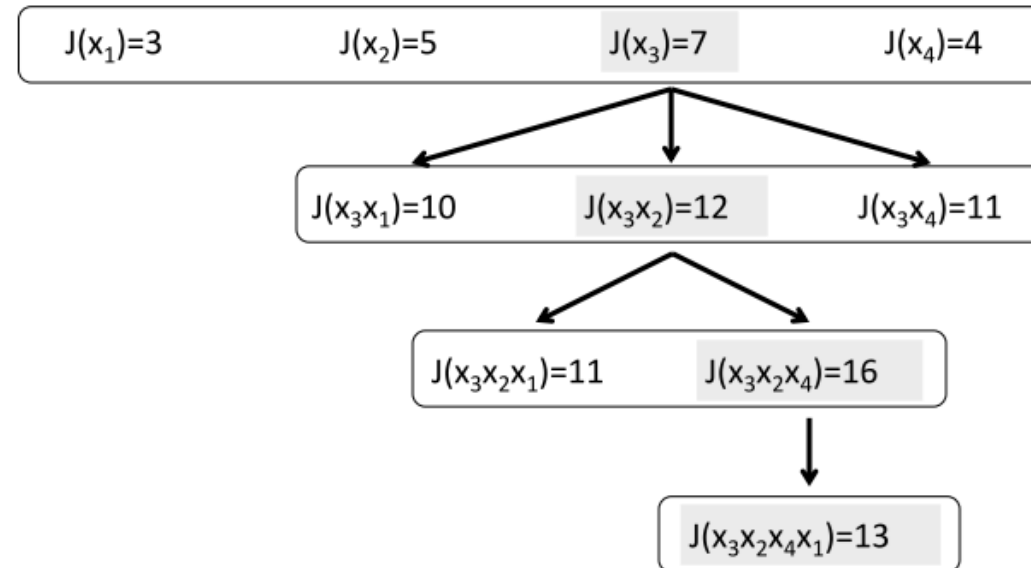 J(x₁)=3 J(x₂)=5 J(x₃)=7 J(x₄)=4
J(x₃x₁)=10 J(x₃x₂)=12 J(x₃x₄)=11
J(x₃x₂x₁)=11 J(x₃x₂x₄)=16
J(x₃x₂x₄x₁)=13